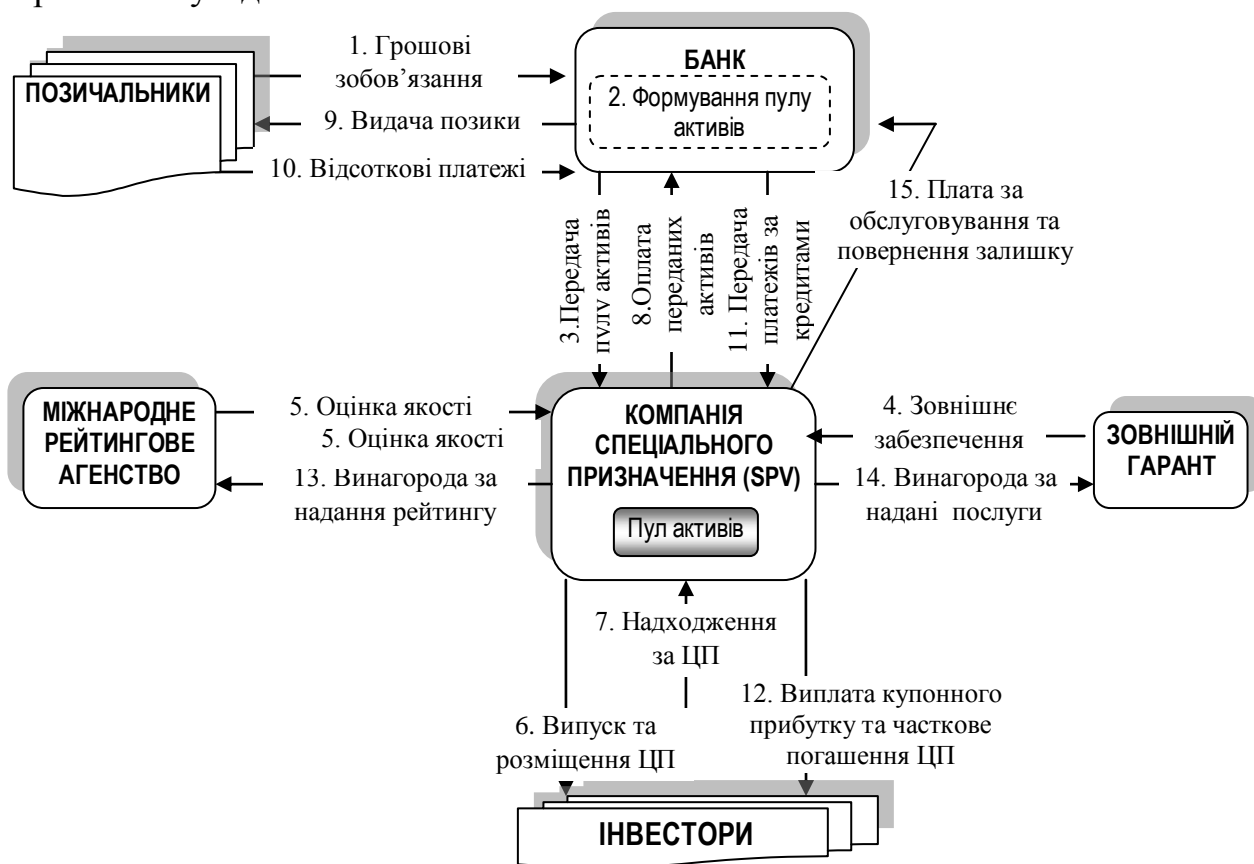 1. Грошові
зобов’язання
БАНК
ПОЗИЧАЛЬНИКИ
2. Формування пулу
активів
9. Видача позики
10. Відсоткові платежі
3.Передача
пулу активів
8.Оплата
переданих
активів
11. Передача
платежів за
кредитами
15. Плата за
обслуговування та
повернення залишку
МІЖНАРОДНЕ
РЕЙТИНГОВЕ
АГЕНСТВО
5. Оцінка якості
5. Оцінка якості
13. Винагорода за
надання рейтингу
КОМПАНІЯ
СПЕЦІАЛЬНОГО
ПРИЗНАЧЕННЯ (SPV)
Пул активів
4. Зовнішнє
забезпечення
14. Винагорода за
надані послуги
ЗОВНІШНІЙ
ГАРАНТ
7. Надходження
за ЦП
6. Випуск та
розміщення ЦП
12. Виплата купонного
прибутку та часткове
погашення ЦП
ІНВЕСТОРИ